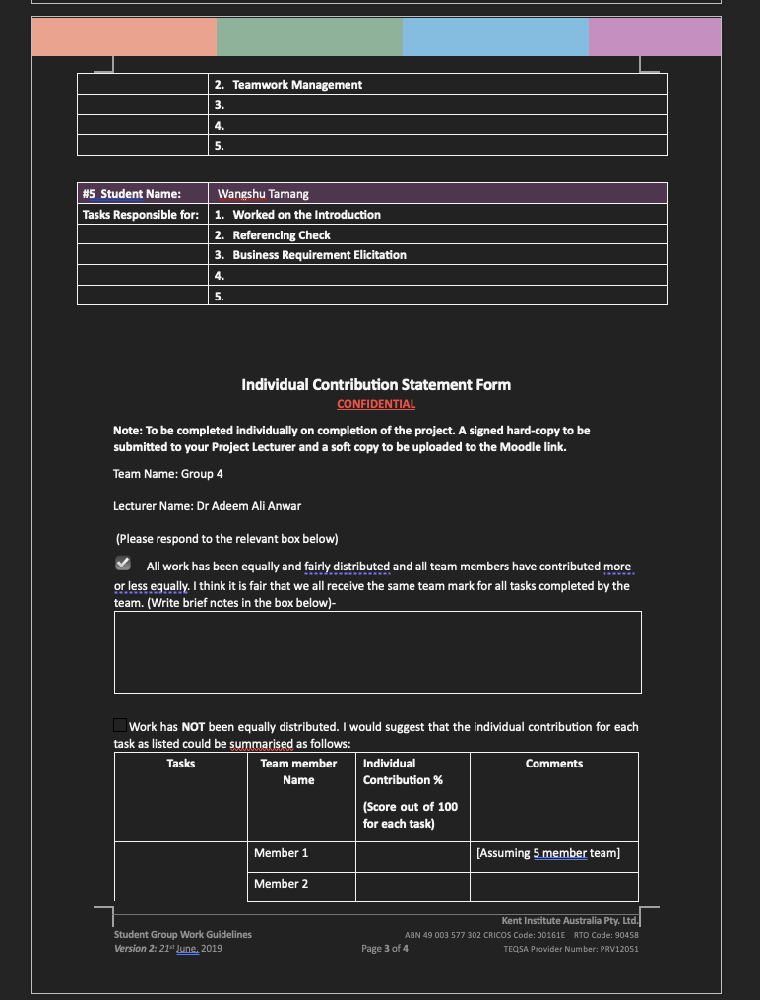 2. Teamwork Management
3.
4.
5.
#5 Student Name: Wangshu Tamang
Tasks Responsible for: 1. Worked on the Introduction
2. Referencing Check
3. Business Requirement Elicitation
4.
5.
Individual Contribution Statement Form
CONFIDENTIAL
Note: To be completed individually on completion of the project. A signed hard-copy to be
submitted to your Project Lecturer and a soft copy to be uploaded to the Moodle link.
Team Name: Group 4
Lecturer Name: Dr Adeem Ali Anwar
(Please respond to the relevant box below)
All work has been equally and fairly distributed and all team members have contributed more
or less equally. I think it is fair that we all receive the same team mark for all tasks completed by the
team. (Write brief notes in the box below)-
Work has NOT been equally distributed. I would suggest that the individual contribution for each
task as listed could be summarised as follows:
Tasks
Team member
Name
Individual
Contribution %
(Score out of 100
for each task)
Comments
Member 1
[Assuming 5 member team]
Member 2
Kent Institute Australia Pty. Ltd.
Student Group Work Guidelines
ABN 49 003 577 302 CRICOS Code: 00161E RTO Code: 90458
Version 2: 21st June, 2019
Page 3 of 4
TEQSA Provider Number: PRV12051